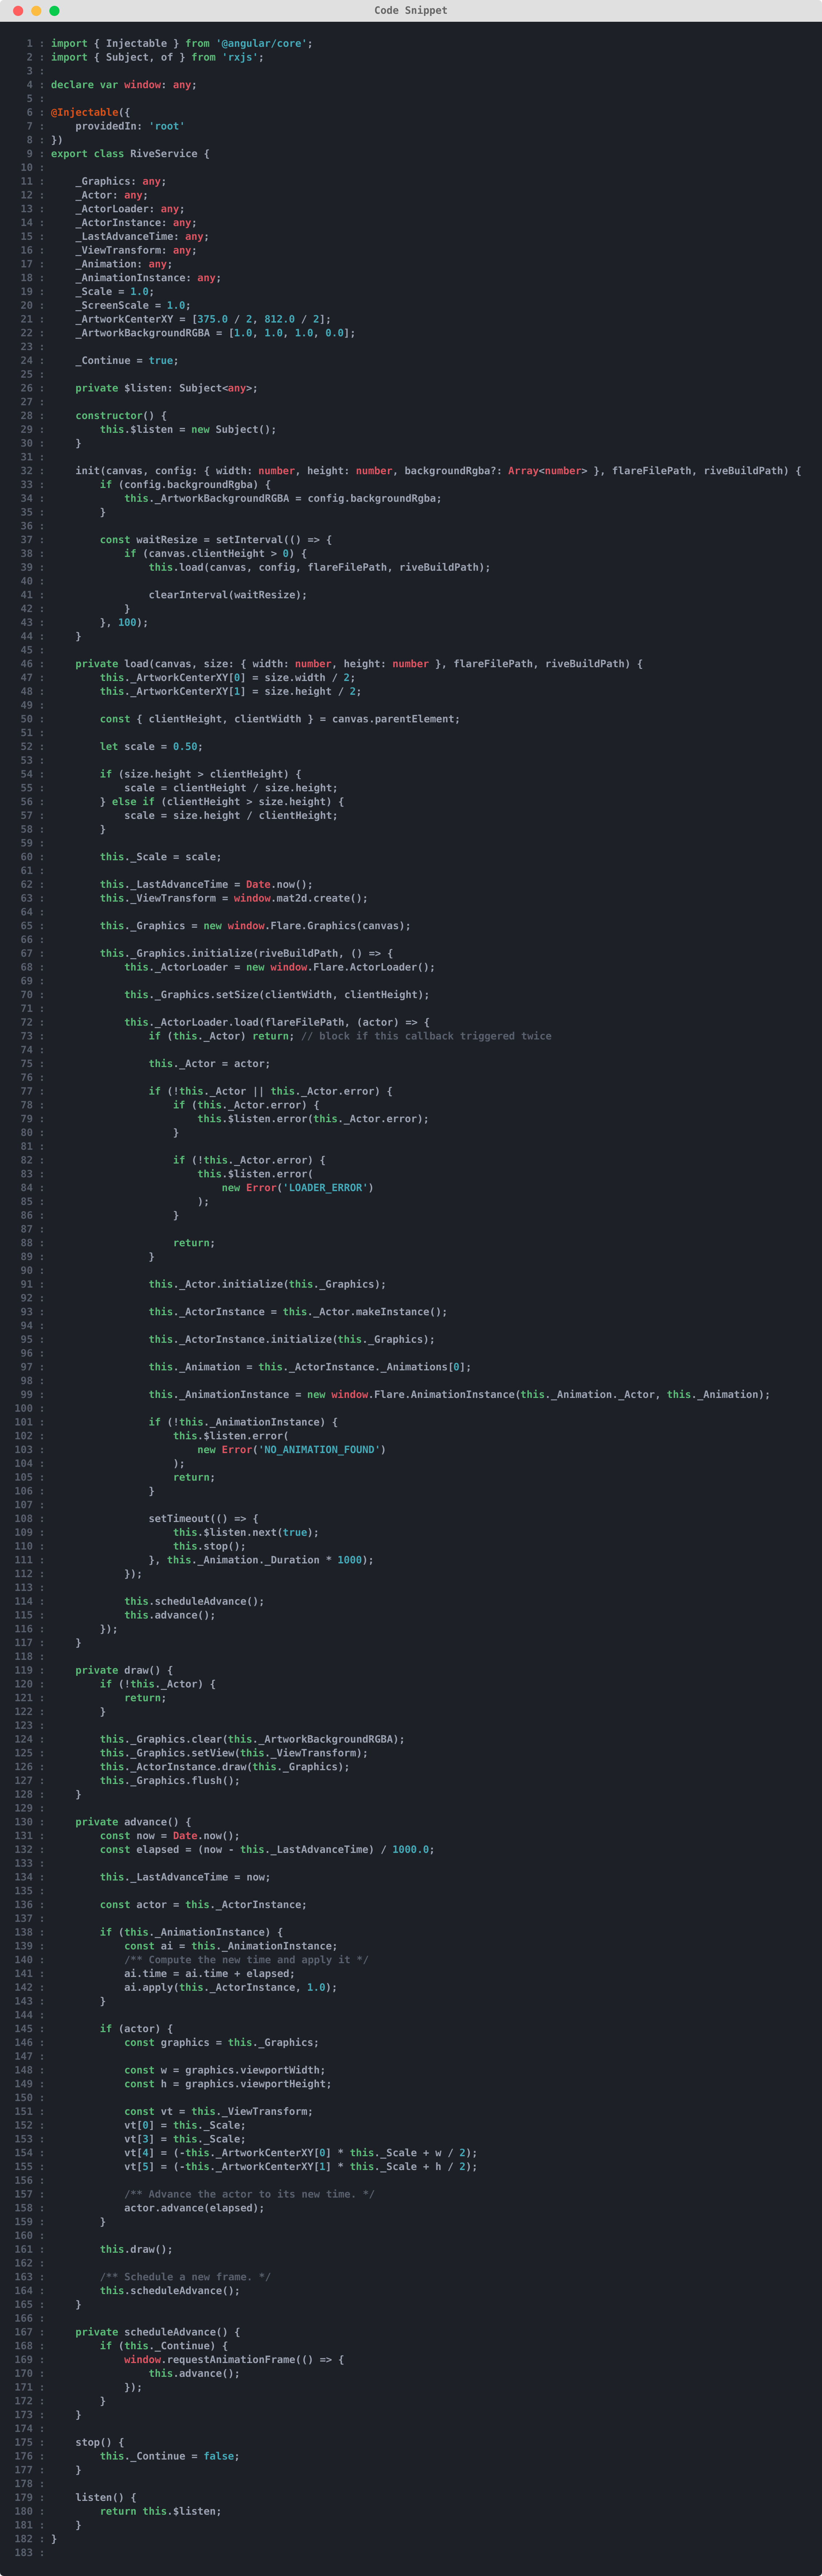 Code Snippet
1 : import { Injectable } from '@angular/core';
2 : import { Subject, of } from 'rxjs';
3 :
4 : declare var window: any;
5 :
6 : @Injectable({
7 :     providedIn: 'root'
8 : })
9 : export class RiveService {
10 :
11 :     _Graphics: any;
12 :     _Actor: any;
13 :     _ActorLoader: any;
14 :     _ActorInstance: any;
15 :     _LastAdvanceTime: any;
16 :     _ViewTransform: any;
17 :     _Animation: any;
18 :     _AnimationInstance: any;
19 :     _Scale = 1.0;
20 :     _ScreenScale = 1.0;
21 :     _ArtworkCenterXY = [375.0 / 2, 812.0 / 2];
22 :     _ArtworkBackgroundRGBA = [1.0, 1.0, 1.0, 0.0];
23 :
24 :     _Continue = true;
25 :
26 :     private $listen: Subject<any>;
27 :
28 :     constructor() {
29 :         this.$listen = new Subject();
30 :     }
31 :
32 :     init(canvas, config: { width: number, height: number, backgroundRgba?: Array<number> }, flareFilePath, riveBuildPath) {
33 :         if (config.backgroundRgba) {
34 :             this._ArtworkBackgroundRGBA = config.backgroundRgba;
35 :         }
36 :
37 :         const waitResize = setInterval(() => {
38 :             if (canvas.clientHeight > 0) {
39 :                 this.load(canvas, config, flareFilePath, riveBuildPath);
40 :
41 :                 clearInterval(waitResize);
42 :             }
43 :         }, 100);
44 :     }
45 :
46 :     private load(canvas, size: { width: number, height: number }, flareFilePath, riveBuildPath) {
47 :         this._ArtworkCenterXY[0] = size.width / 2;
48 :         this._ArtworkCenterXY[1] = size.height / 2;
49 :
50 :         const { clientHeight, clientWidth } = canvas.parentElement;
51 :
52 :         let scale = 0.50;
53 :
54 :         if (size.height > clientHeight) {
55 :             scale = clientHeight / size.height;
56 :         } else if (clientHeight > size.height) {
57 :             scale = size.height / clientHeight;
58 :         }
59 :
60 :         this._Scale = scale;
61 :
62 :         this._LastAdvanceTime = Date.now();
63 :         this._ViewTransform = window.mat2d.create();
64 :
65 :         this._Graphics = new window.Flare.Graphics(canvas);
66 :
67 :         this._Graphics.initialize(riveBuildPath, () => {
68 :             this._ActorLoader = new window.Flare.ActorLoader();
69 :
70 :             this._Graphics.setSize(clientWidth, clientHeight);
71 :
72 :             this._ActorLoader.load(flareFilePath, (actor) => {
73 :                 if (this._Actor) return; // block if this callback triggered twice
74 :
75 :                 this._Actor = actor;
76 :
77 :                 if (!this._Actor || this._Actor.error) {
78 :                     if (this._Actor.error) {
79 :                         this.$listen.error(this._Actor.error);
80 :                     }
81 :
82 :                     if (!this._Actor.error) {
83 :                         this.$listen.error(
84 :                             new Error('LOADER_ERROR')
85 :                         );
86 :                     }
87 :
88 :                     return;
89 :                 }
90 :
91 :                 this._Actor.initialize(this._Graphics);
92 :
93 :                 this._ActorInstance = this._Actor.makeInstance();
94 :
95 :                 this._ActorInstance.initialize(this._Graphics);
96 :
97 :                 this._Animation = this._ActorInstance._Animations[0];
98 :
99 :                 this._AnimationInstance = new window.Flare.AnimationInstance(this._Animation._Actor, this._Animation);
100 :
101 :                 if (!this._AnimationInstance) {
102 :                     this.$listen.error(
103 :                         new Error('NO_ANIMATION_FOUND')
104 :                     );
105 :                     return;
106 :                 }
107 :
108 :                 setTimeout(() => {
109 :                     this.$listen.next(true);
110 :                     this.stop();
111 :                 }, this._Animation._Duration * 1000);
112 :             });
113 :
114 :             this.scheduleAdvance();
115 :             this.advance();
116 :         });
117 :     }
118 :
119 :     private draw() {
120 :         if (!this._Actor) {
121 :             return;
122 :         }
123 :
124 :         this._Graphics.clear(this._ArtworkBackgroundRGBA);
125 :         this._Graphics.setView(this._ViewTransform);
126 :         this._ActorInstance.draw(this._Graphics);
127 :         this._Graphics.flush();
128 :     }
129 :
130 :     private advance() {
131 :         const now = Date.now();
132 :         const elapsed = (now - this._LastAdvanceTime) / 1000.0;
133 :
134 :         this._LastAdvanceTime = now;
135 :
136 :         const actor = this._ActorInstance;
137 :
138 :         if (this._AnimationInstance) {
139 :             const ai = this._AnimationInstance;
140 :             /** Compute the new time and apply it */
141 :             ai.time = ai.time + elapsed;
142 :             ai.apply(this._ActorInstance, 1.0);
143 :         }
144 :
145 :         if (actor) {
146 :             const graphics = this._Graphics;
147 :
148 :             const w = graphics.viewportWidth;
149 :             const h = graphics.viewportHeight;
150 :
151 :             const vt = this._ViewTransform;
152 :             vt[0] = this._Scale;
153 :             vt[3] = this._Scale;
154 :             vt[4] = (-this._ArtworkCenterXY[0] * this._Scale + w / 2);
155 :             vt[5] = (-this._ArtworkCenterXY[1] * this._Scale + h / 2);
156 :
157 :             /** Advance the actor to its new time. */
158 :             actor.advance(elapsed);
159 :         }
160 :
161 :         this.draw();
162 :
163 :         /** Schedule a new frame. */
164 :         this.scheduleAdvance();
165 :     }
166 :
167 :     private scheduleAdvance() {
168 :         if (this._Continue) {
169 :             window.requestAnimationFrame(() => {
170 :                 this.advance();
171 :             });
172 :         }
173 :     }
174 :
175 :     stop() {
176 :         this._Continue = false;
177 :     }
178 :
179 :     listen() {
180 :         return this.$listen;
181 :     }
182 : }
183 :